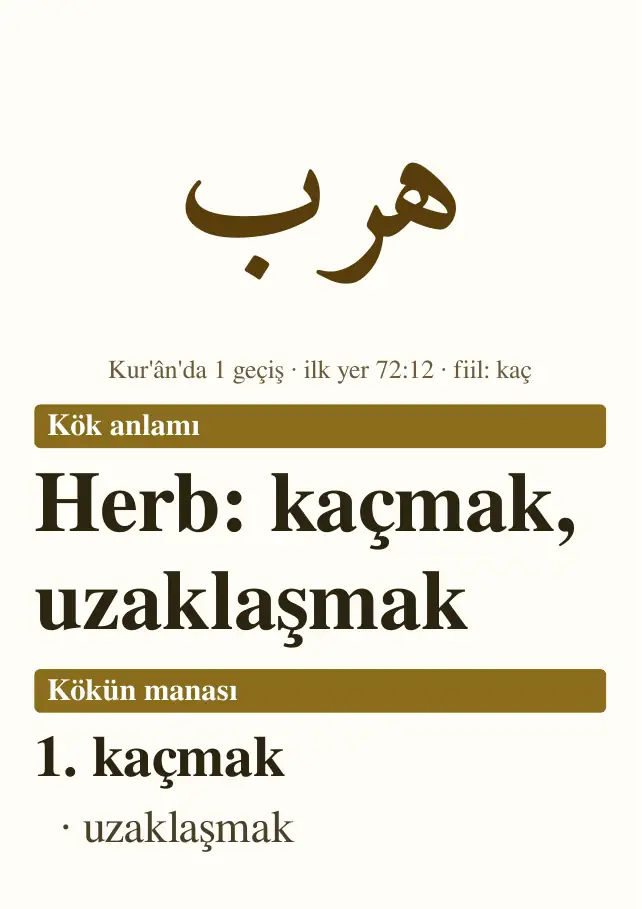 هرب
Kur'ân'da 1 geçiş · ilk yer 72:12 · fiil: kaç
Kök anlamı
Herb: kaçmak,
uzaklaşmak
Kökün manası
1. kaçmak
· uzaklaşmak